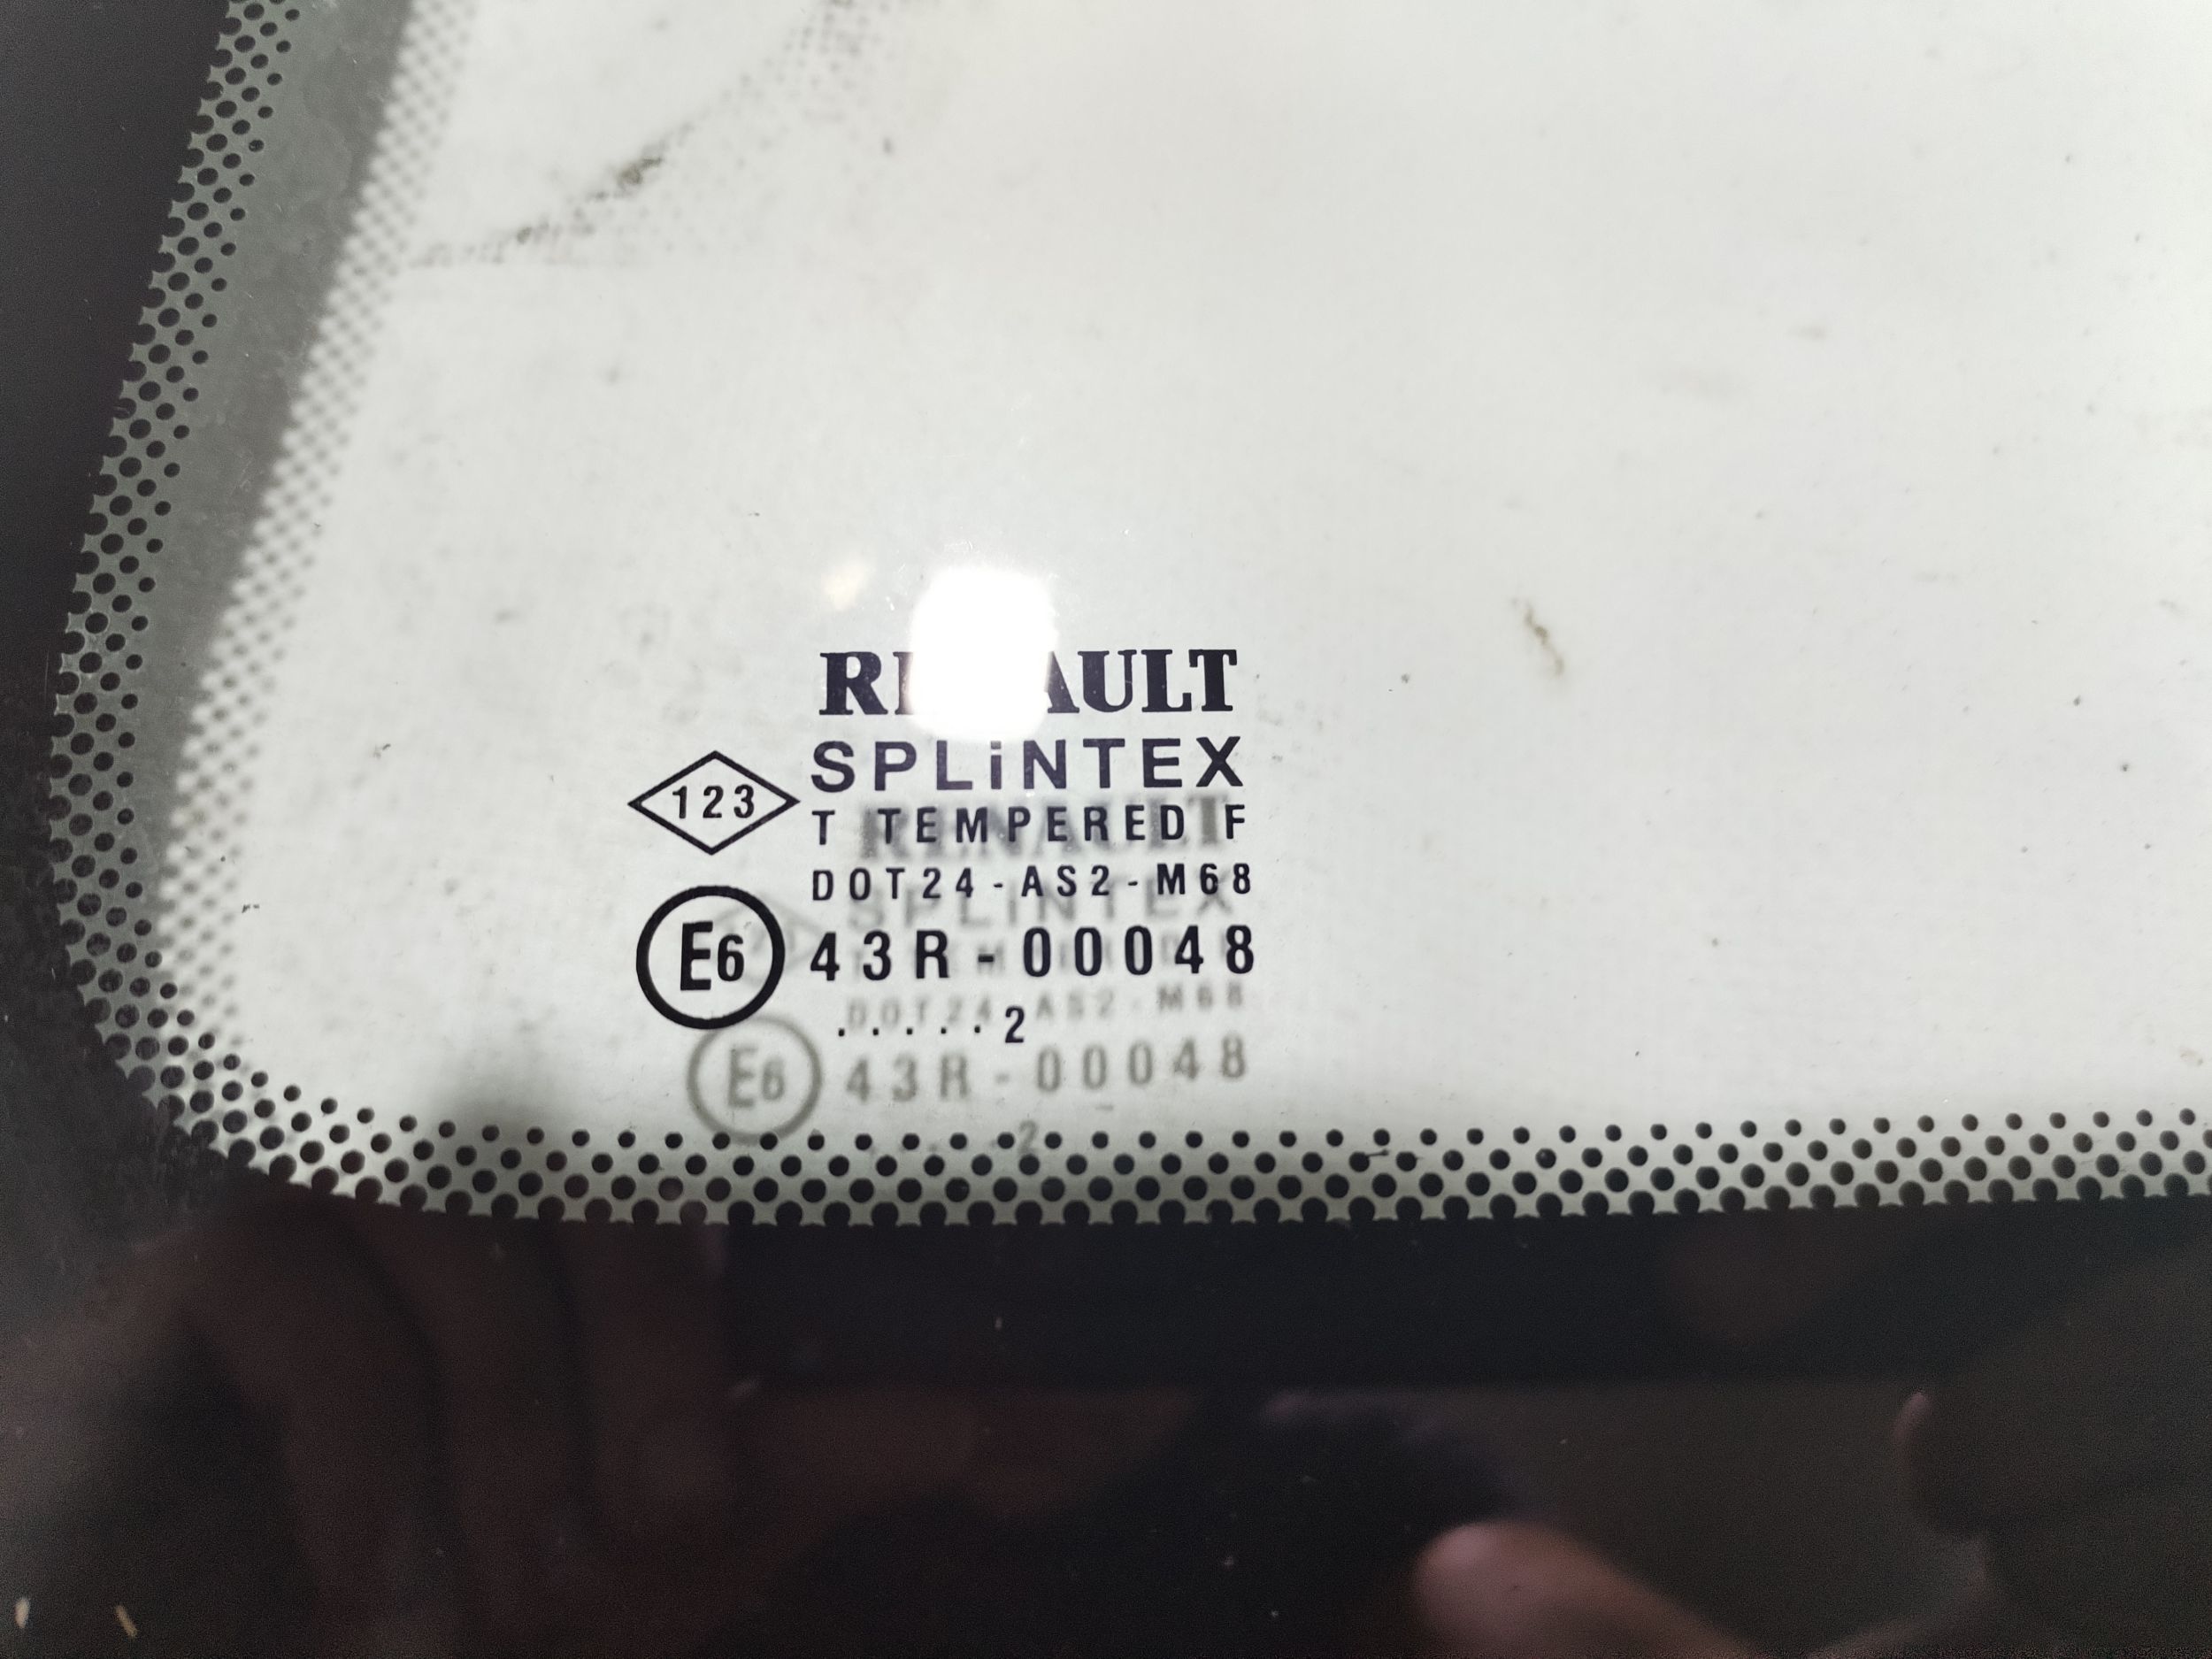 RENAULT
SPLiNTEX
123
T TEMPERED F
DOT24-AS2-M68
E6 43R-00048
.....2